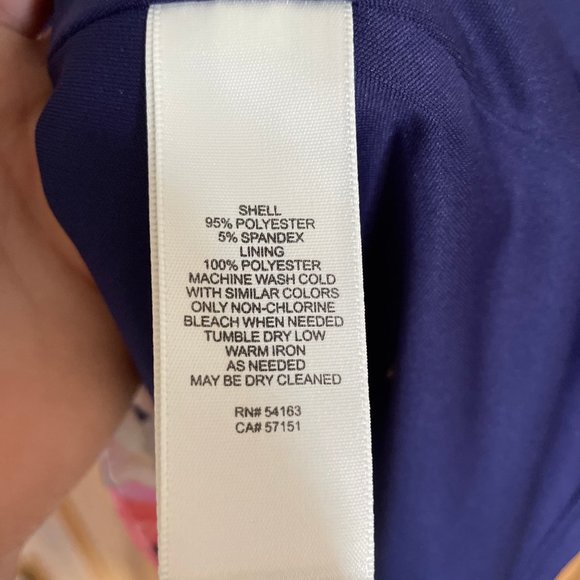 SHELL
95% POLYESTER
5% SPANDEX
LINING
100% POLYESTER
MACHINE WASH COLD
WITH SIMILAR COLORS
ONLY NON-CHLORINE
BLEACH WHEN NEEDED
TUMBLE DRY LOW
WARM IRON
AS NEEDED
MAY BE DRY CLEANED
RN# 54163
CA# 57151